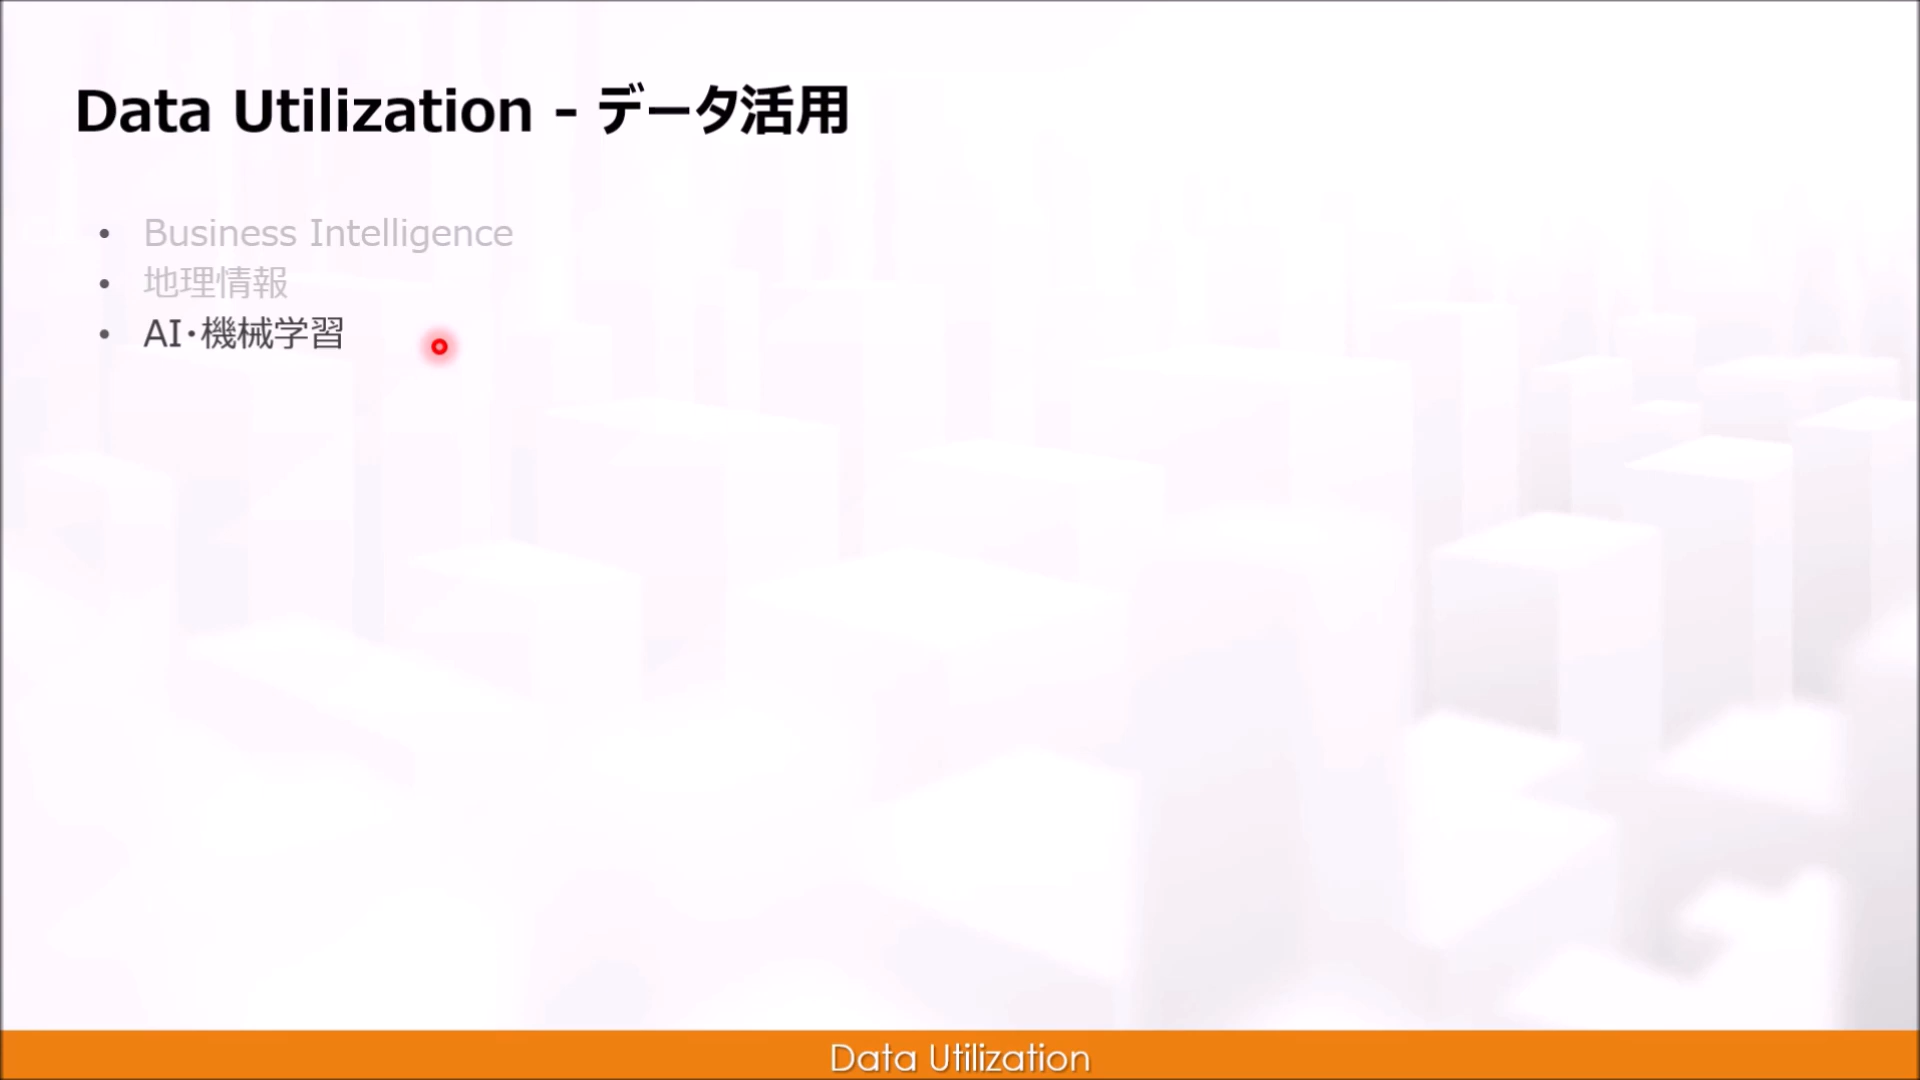 Data Utilization - データ活用
• Business Intelligence
• 地理情報
• AI・機械学習
Data Utilization